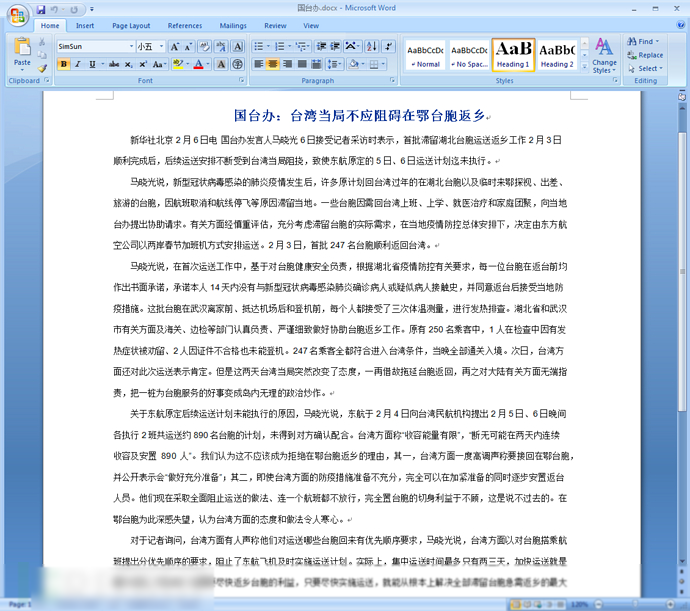 国台办.docx - Microsoft Word
Home Insert Page Layout References Mailings Review View
Paste
SimSun 小五
AaBbCcDc AaBbCcDc AaB AaBbC
Normal No Spac... Heading 1 Heading 2
Change Styles
Find
Replace
Select
Clipboard Font Paragraph Styles Editing
国台办：台湾当局不应阻碍在鄂台胞返乡
新华社北京 2 月 6 日电 国台办发言人马晓光 6 日接受记者采访时表示，首批滞留湖北台胞运送返乡工作 2 月 3 日
顺利完成后，后续运送安排不断受到台湾当局阻挠，致使东航原定的 5 日、6 日运送计划迄未执行。
马晓光说，新型冠状病毒感染的肺炎疫情发生后，许多原计划回台湾过年的在湖北台胞以及临时来鄂探视、出差、
旅游的台胞，因航班取消和航线停飞等原因滞留当地。一些台胞因需回台湾上班、上学、就医治疗和家庭团聚，向当地
台办提出协助请求。有关方面经慎重评估，充分考虑滞留台胞的实际需求，在当地疫情防控总体安排下，决定由东方航
空公司以两岸春节加班机方式安排运送。2 月 3 日，首批 247 名台胞顺利返回台湾。
马晓光说，在首次运送工作中，基于对台胞健康安全负责，根据湖北省疫情防控有关要求，每一位台胞在返台前均
作出书面承诺，承诺本人 14 天内没有与新型冠状病毒感染肺炎确诊病人或疑似病人接触史，并同意返台后接受当地防
疫措施。这批台胞在武汉离家前、抵达机场后和登机前，每个人都接受了三次体温测量，进行发热排查。湖北省和武汉
市有关方面及海关、边检等部门认真负责、严谨细致做好协助台胞返乡工作。原有 250 名乘客中，1 人在检查中因有发
热症状被劝留、2 人因证件不合格也未能登机。247 名乘客全都符合进入台湾条件，当晚全部通关入境。次日，台湾方
面还对此次运送表示肯定。但是这两天台湾当局突然改变了态度，一再借故拖延台胞返回，再之对大陆有关方面无端指
责，把一桩为台胞服务的好事变成岛内无理的政治炒作。
关于东航原定后续运送计划未能执行的原因，马晓光说，东航于 2 月 4 日向台湾民航机构提出 2 月 5 日、6 日晚间
各执行 2 班共运送约 890 名台胞的计划，未得到对方确认配合。台湾方面称“收容能量有限”，“断无可能在两天内连续
收容及安置 890 人”。我们认为这不应该成为拒绝在鄂台胞返乡的理由，其一，台湾方面一度高调声称要接回在鄂台胞，
并公开表示会“做好充分准备”；其二，即使台湾方面的防疫措施准备不充分，完全可以在加紧准备的同时逐步安置返台
人员。他们现在采取全面阻止运送的做法、连一个航班都不放行，完全置台胞的切身利益于不顾，这是说不过去的。在
鄂台胞为此深感失望，认为台湾方面的态度和做法令人寒心。
对于记者询问，台湾方面有人声称他们对运送哪些台胞回来有优先顺序要求，马晓光说，台湾方面以对台胞搭乘航
班提出分优先顺序的要求，阻止了东航飞机及时实施运送计划。实际上，集中运送时间最多只有两三天，加快运送就是
尽快返乡台胞的利益，只要尽快实施运送，就能从根本上解决全部滞留台胞急需返乡的最大
Page: 1
120%